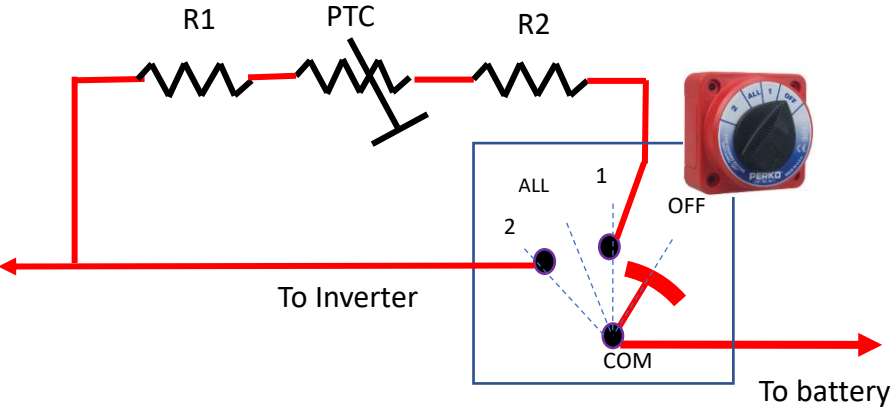 R1
PTC
R2
2
ALL
1
OFF
PERKO
ALL
1
OFF
2
To Inverter
COM
To battery